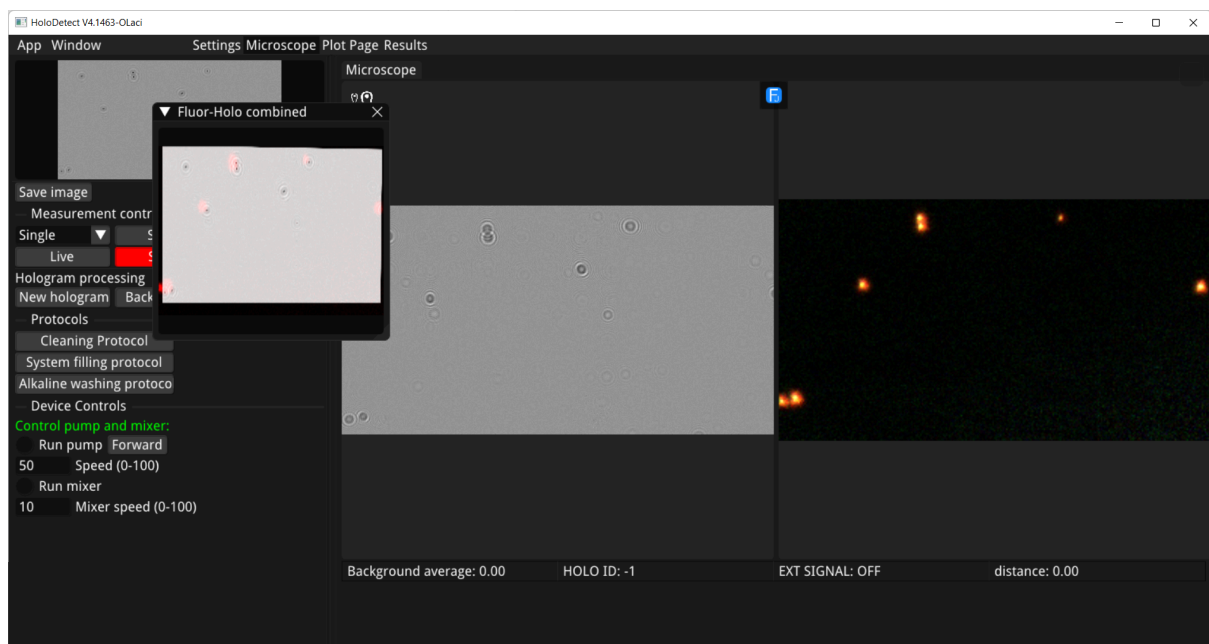 HoloDetect V4.1463-OLaci
App Window Settings Microscope Plot Page Results
Microscope
Fluor-Holo combined
Save image
Measurement contr
Single
Live
Hologram processing
New hologram Back
Protocols
Cleaning Protocol
System filling protocol
Alkaline washing protoco
Device Controls
Control pump and mixer:
Run pump Forward
50 Speed (0-100)
Run mixer
10 Mixer speed (0-100)
Background average: 0.00 HOLO ID: -1 EXT SIGNAL: OFF distance: 0.00